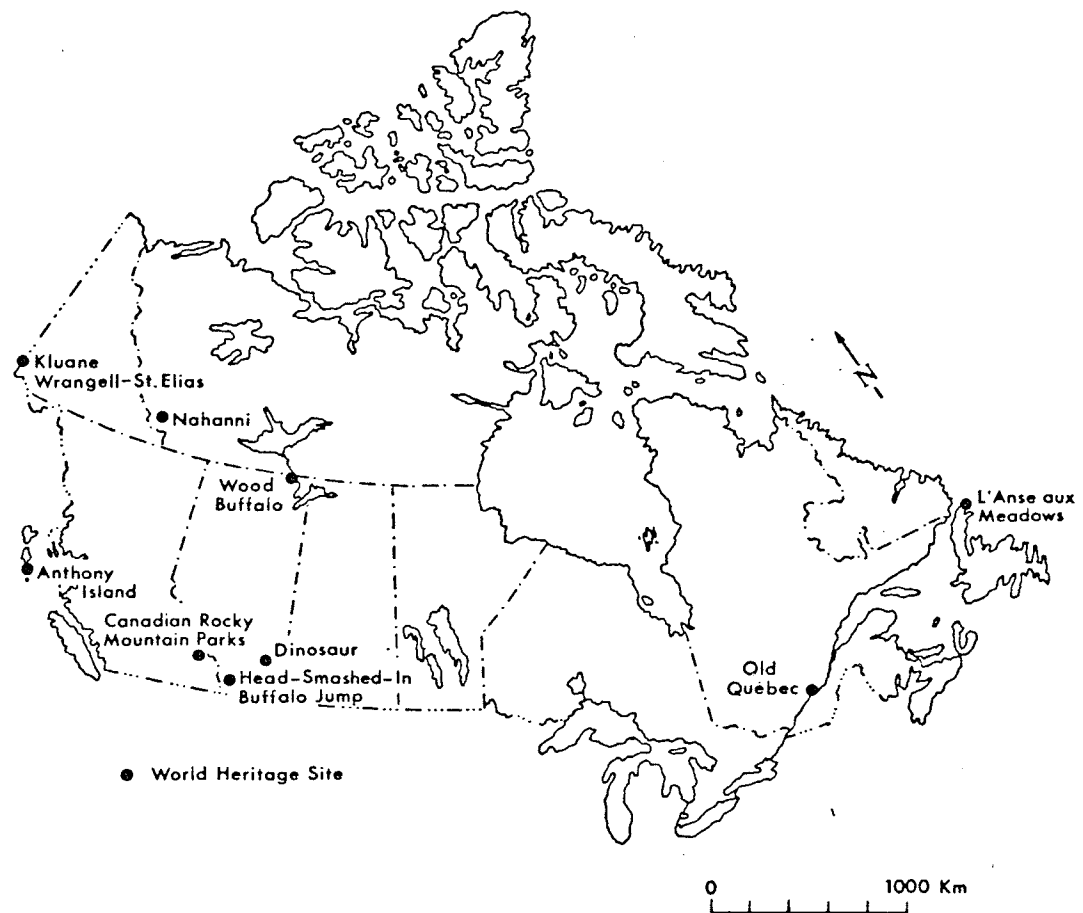 Kluane
Wrangell-St. Elias
Nahanni
Wood
Buffalo
N
L'Anse aux
Meadows
Anthony
Island
Canadian Rocky
Mountain Parks
Dinosaur
Head-Smashed-In
Buffalo Jump
Old
Québec
World Heritage Site
0 1000 Km